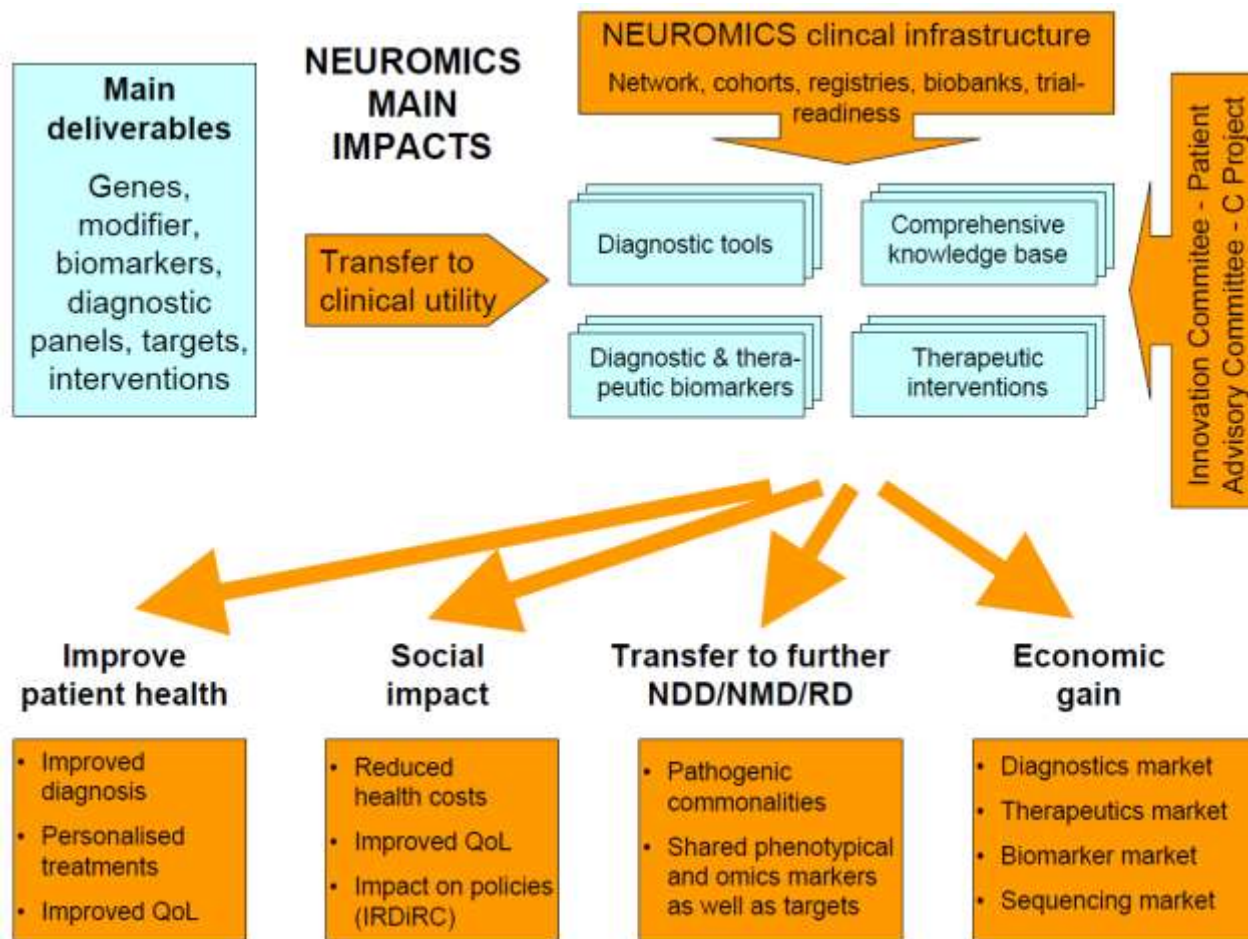 NEUROMICS
MAIN
IMPACTS
Main
deliverables
Genes,
modifier,
biomarkers,
diagnostic
panels, targets,
interventions
NEUROMICS clincal infrastructure
Network, cohorts, registries, biobanks, trial-
readiness
Transfer to
clinical utility
Diagnostic tools
Comprehensive
knowledge base
Diagnostic & thera-
peutic biomarkers
Therapeutic
interventions
Innovation Committee - Patient
Advisory Committee - C Project
Improve
patient health
• Improved
diagnosis
• Personalised
treatments
• Improved QoL
Social
impact
• Reduced
health costs
• Improved QoL
• Impact on policies
(IRDiRC)
Transfer to further
NDD/NMD/RD
• Pathogenic
commonalities
• Shared phenotypical
and omics markers
as well as targets
Economic
gain
• Diagnostics market
• Therapeutics market
• Biomarker market
• Sequencing market